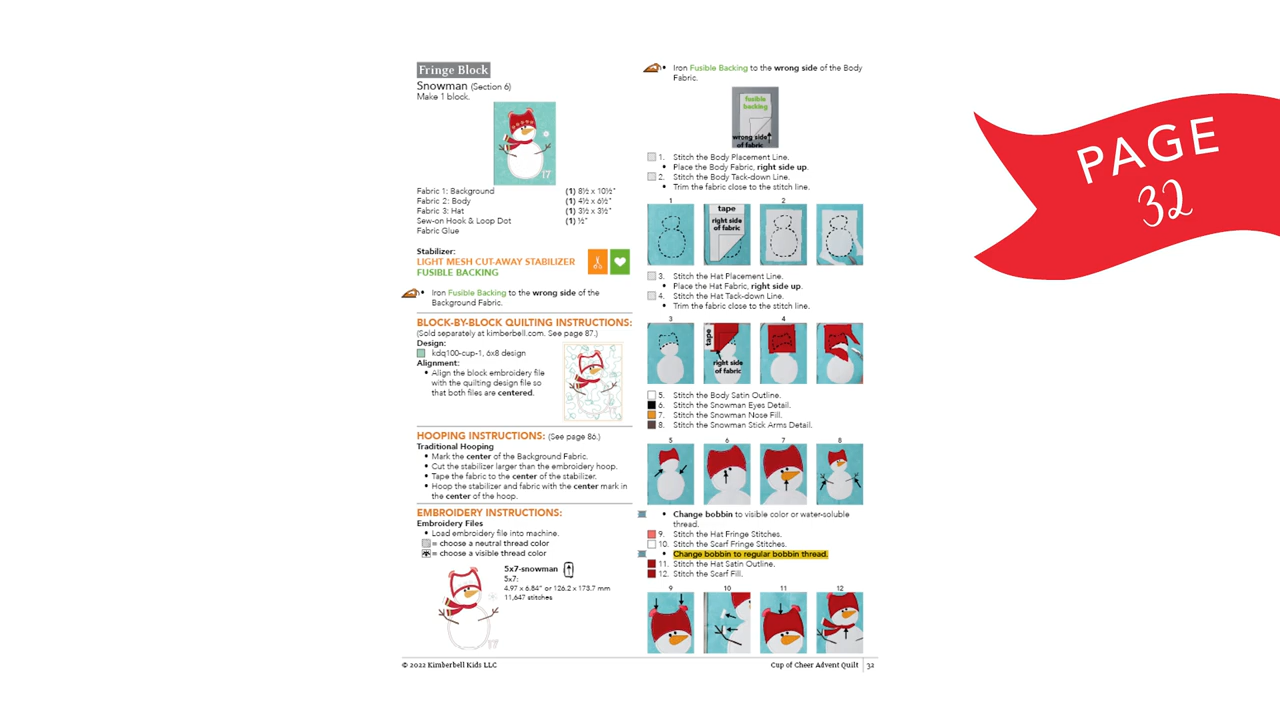 Fringe Block
Snowman (Section 6)
Make 1 block.
17
Fabric 1: Background (1) 8½ x 10½"
Fabric 2: Body (1) 4½ x 6½"
Fabric 3: Hat (1) 3½ x 3½"
Sew-on Hook & Loop Dot (1) ½"
Fabric Glue
Stabilizer:
LIGHT MESH CUT-AWAY STABILIZER
FUSIBLE BACKING
• Iron Fusible Backing to the wrong side of the
Background Fabric.
BLOCK-BY-BLOCK QUILTING INSTRUCTIONS:
(Sold separately at kimberbell.com. See page 87.)
Design:
kdq100-cup-1, 6x8 design
Alignment:
• Align the block embroidery file
with the quilting design file so
that both files are centered.
HOOPING INSTRUCTIONS: (See page 86.)
Traditional Hooping
• Mark the center of the Background Fabric.
• Cut the stabilizer larger than the embroidery hoop.
• Tape the fabric to the center of the stabilizer.
• Hoop the stabilizer and fabric with the center mark in
the center of the hoop.
EMBROIDERY INSTRUCTIONS:
Embroidery Files
• Load embroidery file into machine.
= choose a neutral thread color
= choose a visible thread color
5x7-snowman
5x7:
4.97 x 6.84" or 126.2 x 173.7 mm
11,647 stitches
17
• Iron Fusible Backing to the wrong side of the Body
Fabric.
fusible
backing
wrong side
of fabric
1. Stitch the Body Placement Line.
• Place the Body Fabric, right side up.
2. Stitch the Body Tack-down Line.
• Trim the fabric close to the stitch line.
1 2
tape
right side
of fabric
3. Stitch the Hat Placement Line.
• Place the Hat Fabric, right side up.
4. Stitch the Hat Tack-down Line.
• Trim the fabric close to the stitch line.
3 4
tape
right side
of fabric
5. Stitch the Body Satin Outline.
6. Stitch the Snowman Eyes Detail.
7. Stitch the Snowman Nose Fill.
8. Stitch the Snowman Stick Arms Detail.
5 6 7 8
• Change bobbin to visible color or water-soluble
thread.
9. Stitch the Hat Fringe Stitches.
10. Stitch the Scarf Fringe Stitches.
• Change bobbin to regular bobbin thread.
11. Stitch the Hat Satin Outline.
12. Stitch the Scarf Fill.
9 10 11 12
© 2022 Kimberbell Kids LLC
Cup of Cheer Advent Quilt | 32
PAGE
32